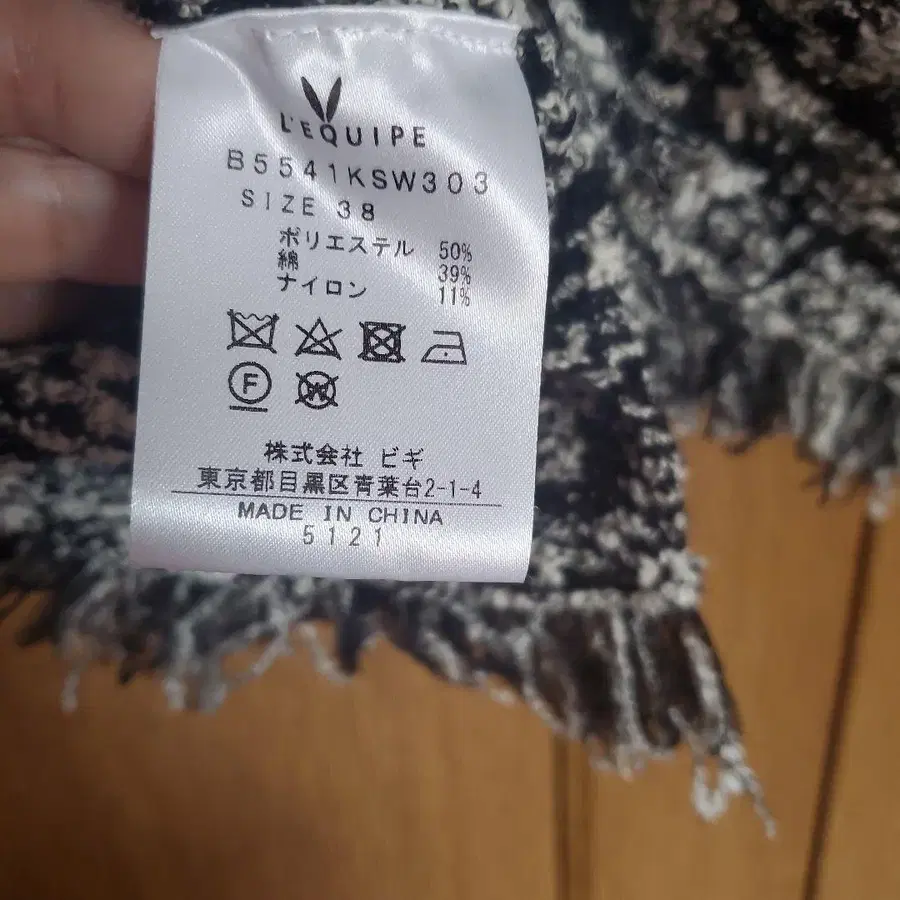 L'EQUIPE
B5541KSW303
SIZE 38
ポリエステル 50%
綿 39%
ナイロン 11%
F W
株式会社 ビギ
東京都目黒区青葉台2-1-4
MADE IN CHINA
5121